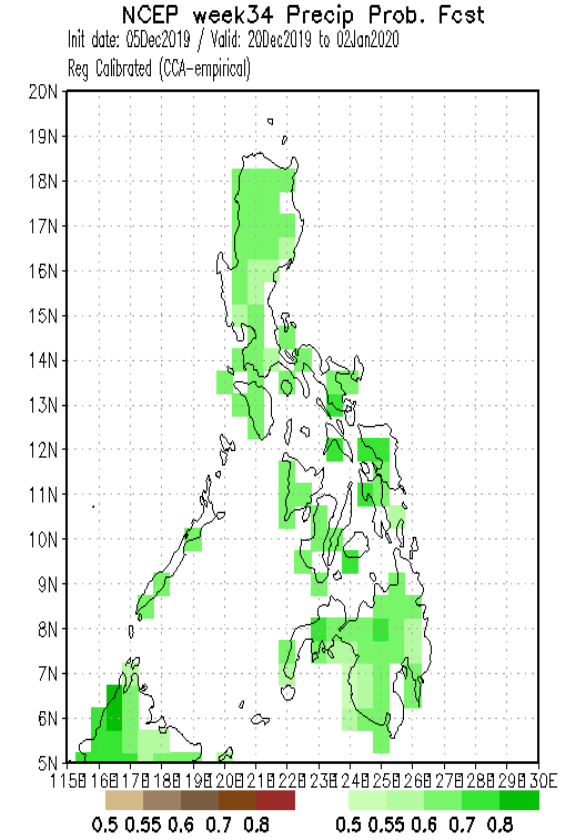 NCEP week34 Precip Prob. Fcst
Init date: 05Dec2019 / Valid: 20Dec2019 to 02Jan2020
Reg Calibrated (CCA-empirical)
20N
19N
18N
17N
16N
15N
14N
13N
12N
11N
10N
9N
8N
7N
6N
5N
115E 116E 117E 118E 119E 120E 121E 122E 123E 124E 125E 126E 127E 128E 129E 130E
0.5 0.55 0.6 0.7 0.8 0.5 0.55 0.6 0.7 0.8